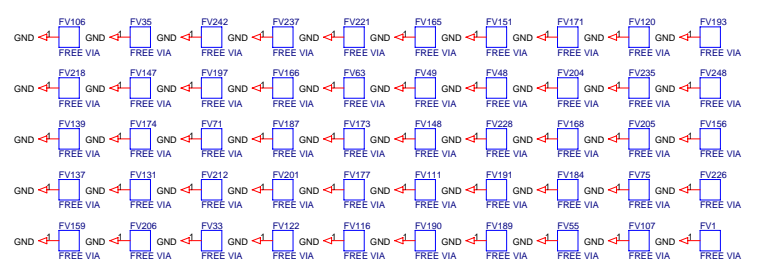 FV106 FV35 FV242 FV237 FV221 FV165 FV151 FV171 FV120 FV193
GND 1 GND 1 GND 1 GND 1 GND 1 GND 1 GND 1 GND 1 GND 1 GND 1
FREE VIA FREE VIA FREE VIA FREE VIA FREE VIA FREE VIA FREE VIA FREE VIA FREE VIA FREE VIA
FV218 FV147 FV197 FV166 FV63 FV49 FV48 FV204 FV235 FV248
GND 1 GND 1 GND 1 GND 1 GND 1 GND 1 GND 1 GND 1 GND 1 GND 1
FREE VIA FREE VIA FREE VIA FREE VIA FREE VIA FREE VIA FREE VIA FREE VIA FREE VIA FREE VIA
FV139 FV174 FV71 FV187 FV173 FV148 FV228 FV168 FV205 FV156
GND 1 GND 1 GND 1 GND 1 GND 1 GND 1 GND 1 GND 1 GND 1 GND 1
FREE VIA FREE VIA FREE VIA FREE VIA FREE VIA FREE VIA FREE VIA FREE VIA FREE VIA FREE VIA
FV137 FV131 FV212 FV201 FV177 FV111 FV191 FV184 FV75 FV226
GND 1 GND 1 GND 1 GND 1 GND 1 GND 1 GND 1 GND 1 GND 1 GND 1
FREE VIA FREE VIA FREE VIA FREE VIA FREE VIA FREE VIA FREE VIA FREE VIA FREE VIA FREE VIA
FV159 FV206 FV33 FV122 FV116 FV190 FV189 FV55 FV107 FV1
GND 1 GND 1 GND 1 GND 1 GND 1 GND 1 GND 1 GND 1 GND 1 GND 1
FREE VIA FREE VIA FREE VIA FREE VIA FREE VIA FREE VIA FREE VIA FREE VIA FREE VIA FREE VIA